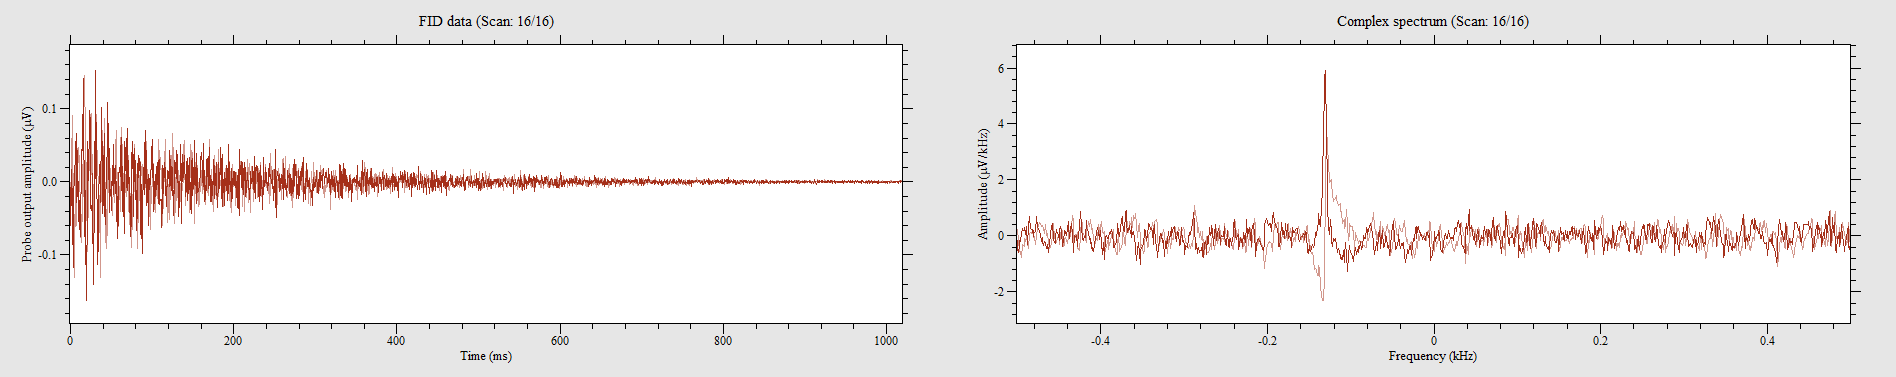 FID data (Scan: 16/16)
Probe output amplitude (µV)
0.1
0.0
-0.1
0 200 400 600 800 1000
Time (ms)
Complex spectrum (Scan: 16/16)
Amplitude (µV/kHz)
6
4
2
0
-2
-0.4 -0.2 0 0.2 0.4
Frequency (kHz)